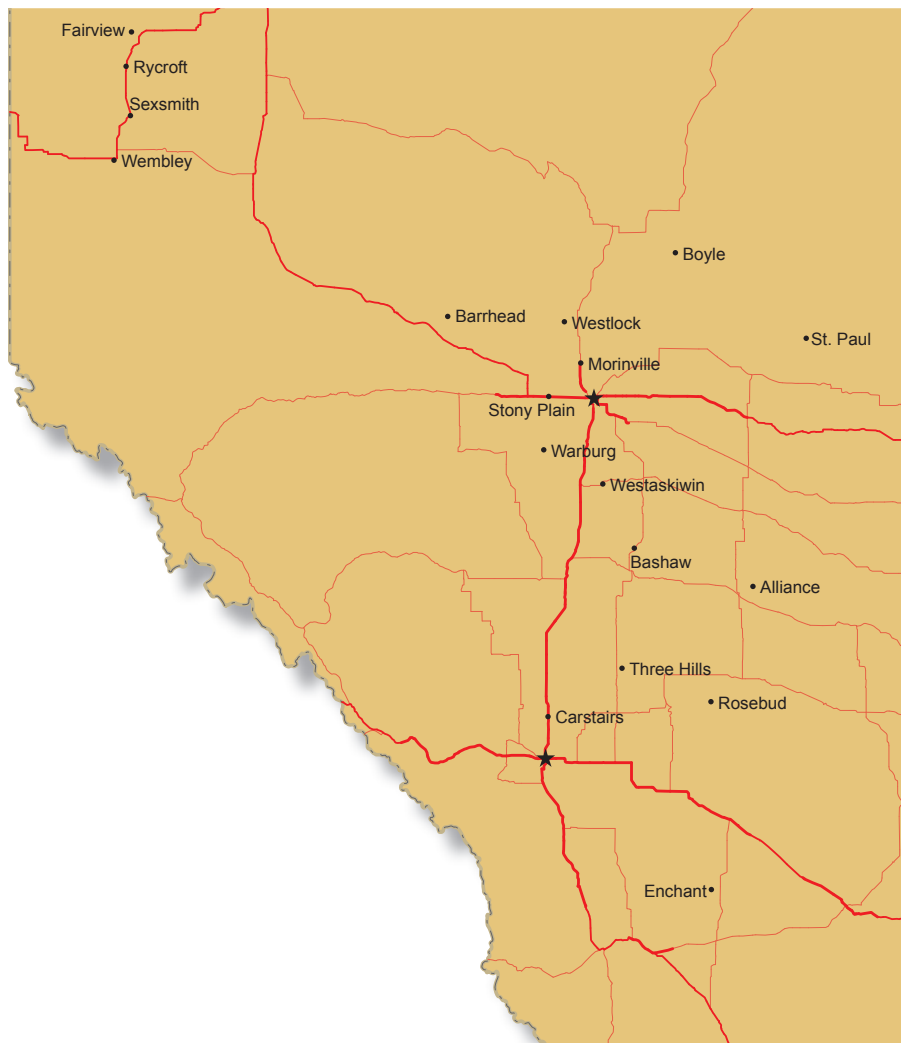 Fairview
Rycroft
Sexsmith
Wembley
Boyle
Barrhead
Westlock
St. Paul
Morinville
Stony Plain
Warburg
Westaskiwin
Bashaw
Alliance
Three Hills
Rosebud
Carstairs
Enchant